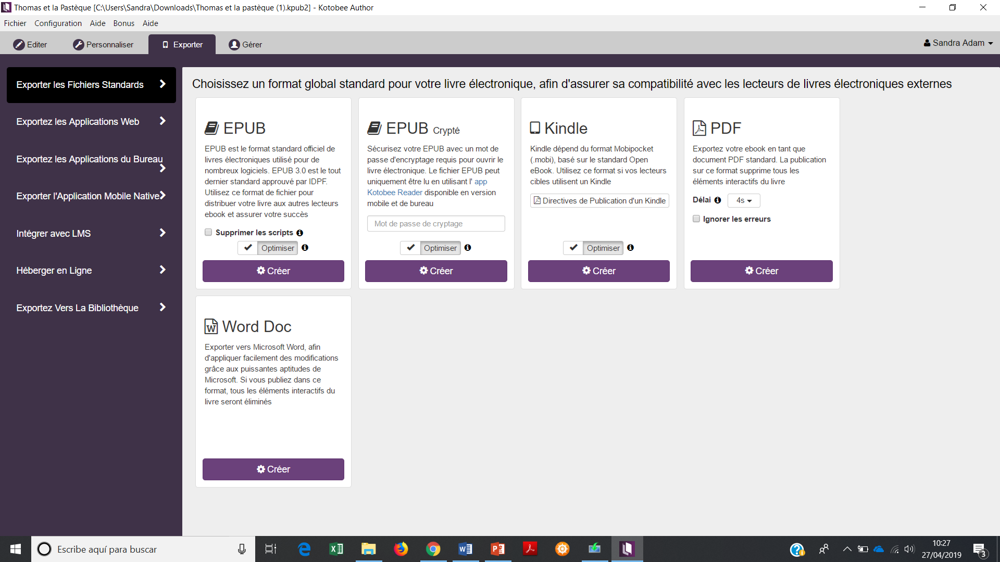 Thomas et la Pastèque [C:\Users\Sandra\Downloads\Thomas et la pastèque (1).kpub2] - Kotobee Author
Fichier Configuration Aide Bonus Aide
Editer Personnaliser Exporter Gérer Sandra Adam
Exporter les Fichiers Standards
Exportez les Applications Web
Exportez les Applications du Bureau
Exporter l'Application Mobile Native
Intégrer avec LMS
Héberger en Ligne
Exportez Vers La Bibliothèque
Choisissez un format global standard pour votre livre électronique, afin d'assurer sa compatibilité avec les lecteurs de livres électroniques externes
EPUB
EPUB est le format standard officiel de
livres électroniques utilisé pour de
nombreux logiciels. EPUB 3.0 est le tout
dernier standard approuvé par IDPF.
Utilisez ce format de fichier pour
distribuer votre livre aux autres lecteurs
ebook et assurer votre succès
Supprimer les scripts
Optimiser
Créer
EPUB Crypté
Sécurisez votre EPUB avec un mot de
passe d'encryptage requis pour ouvrir le
livre électronique. Le fichier EPUB peut
uniquement être lu en utilisant l' app
Kotobee Reader disponible en version
mobile et de bureau
Mot de passe de cryptage
Optimiser
Créer
Kindle
Kindle dépend du format Mobipocket
(.mobi), basé sur le standard Open
eBook. Utilisez ce format si vos lecteurs
cibles utilisent un Kindle
Directives de Publication d'un Kindle
Optimiser
Créer
PDF
Exportez votre ebook en tant que
document PDF standard. La publication
sur ce format supprime tous les
éléments interactifs du livre
Délai 4s
Ignorer les erreurs
Créer
Word Doc
Exporter vers Microsoft Word, afin
d'appliquer facilement des modifications
grâce aux puissantes aptitudes de
Microsoft. Si vous publiez dans ce
format, tous les éléments interactifs du
livre seront éliminés
Créer
Escribe aquí para buscar
10:27
27/04/2019
3